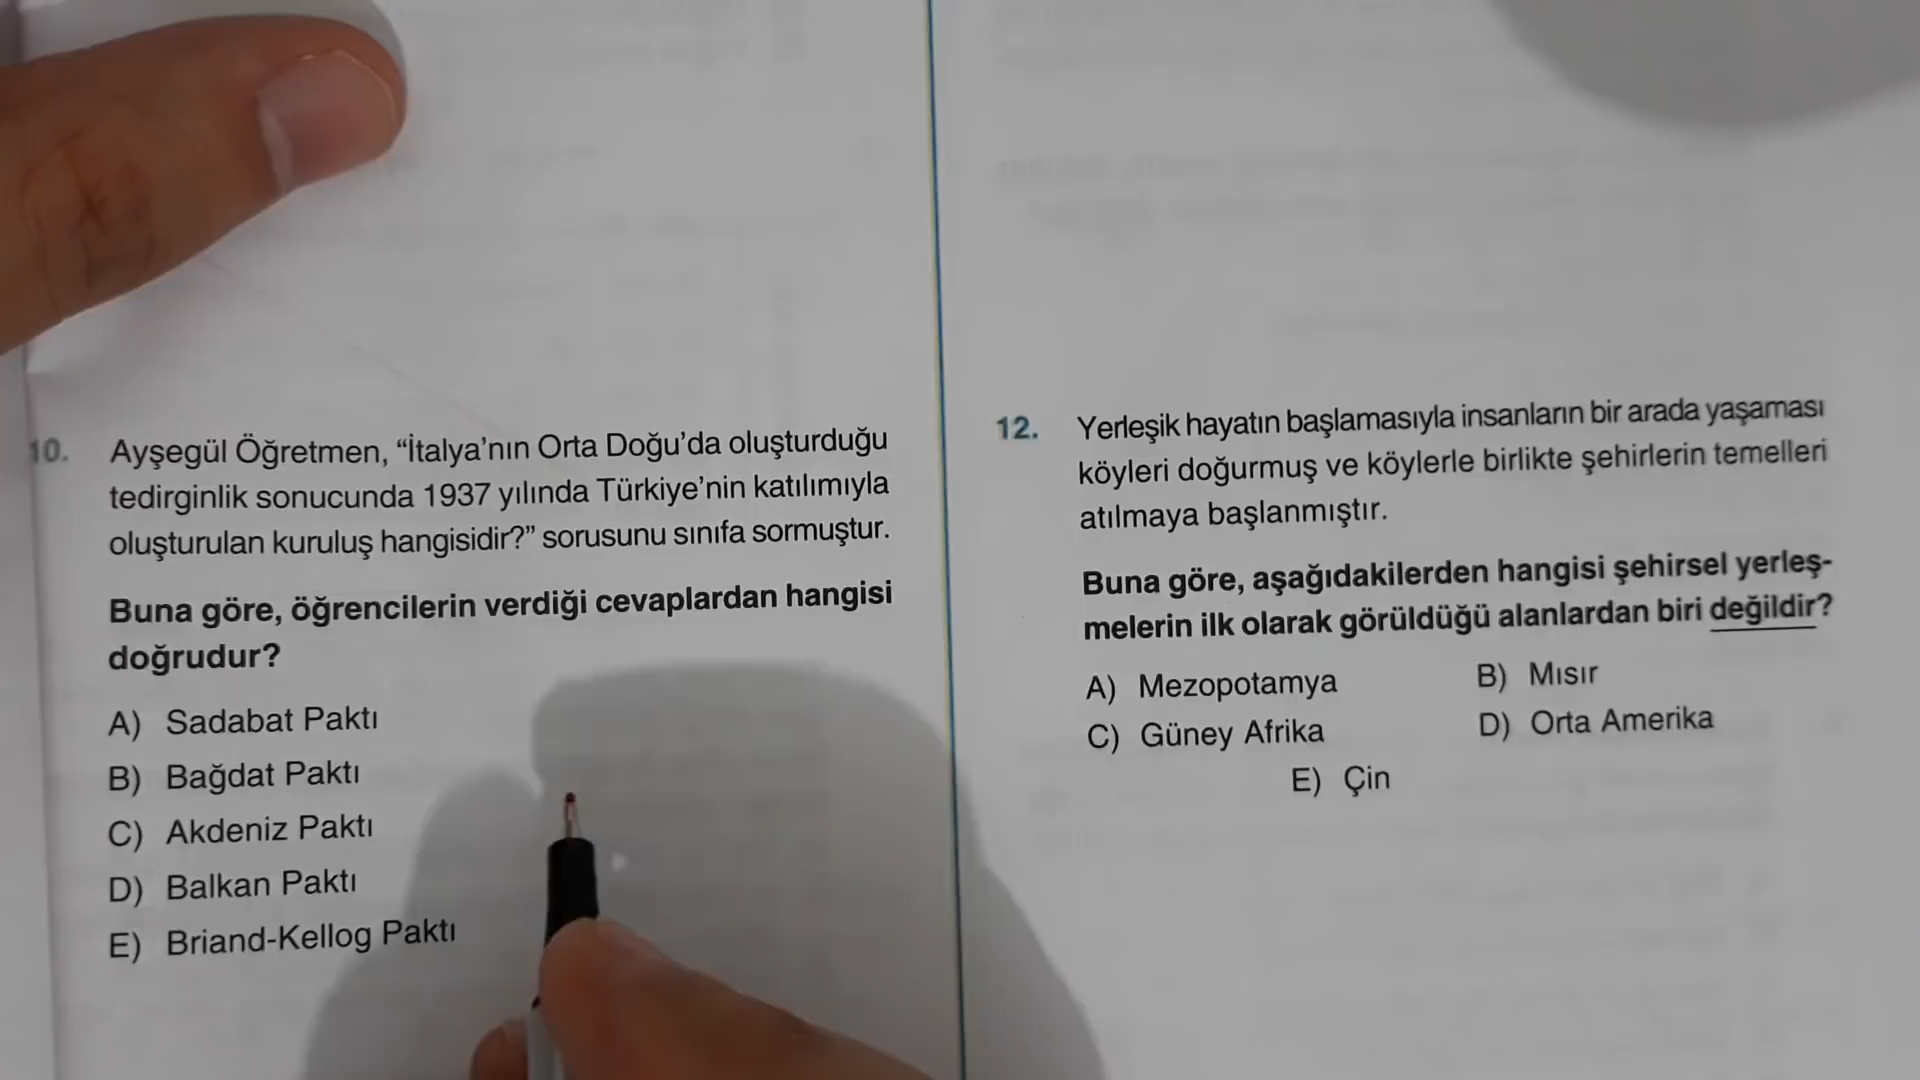 10. Ayşegül Öğretmen, “İtalya’nın Orta Doğu’da oluşturduğu
tedirginlik sonucunda 1937 yılında Türkiye’nin katılımıyla
oluşturulan kuruluş hangisidir?” sorusunu sınıfa sormuştur.
Buna göre, öğrencilerin verdiği cevaplardan hangisi
doğrudur?
A) Sadabat Paktı
B) Bağdat Paktı
C) Akdeniz Paktı
D) Balkan Paktı
E) Briand-Kellog Paktı
12. Yerleşik hayatın başlamasıyla insanların bir arada yaşaması
köyleri doğurmuş ve köylerle birlikte şehirlerin temelleri
atılmaya başlanmıştır.
Buna göre, aşağıdakilerden hangisi şehirsel yerleş-
melerin ilk olarak görüldüğü alanlardan biri değildir?
A) Mezopotamya B) Mısır
C) Güney Afrika D) Orta Amerika
E) Çin